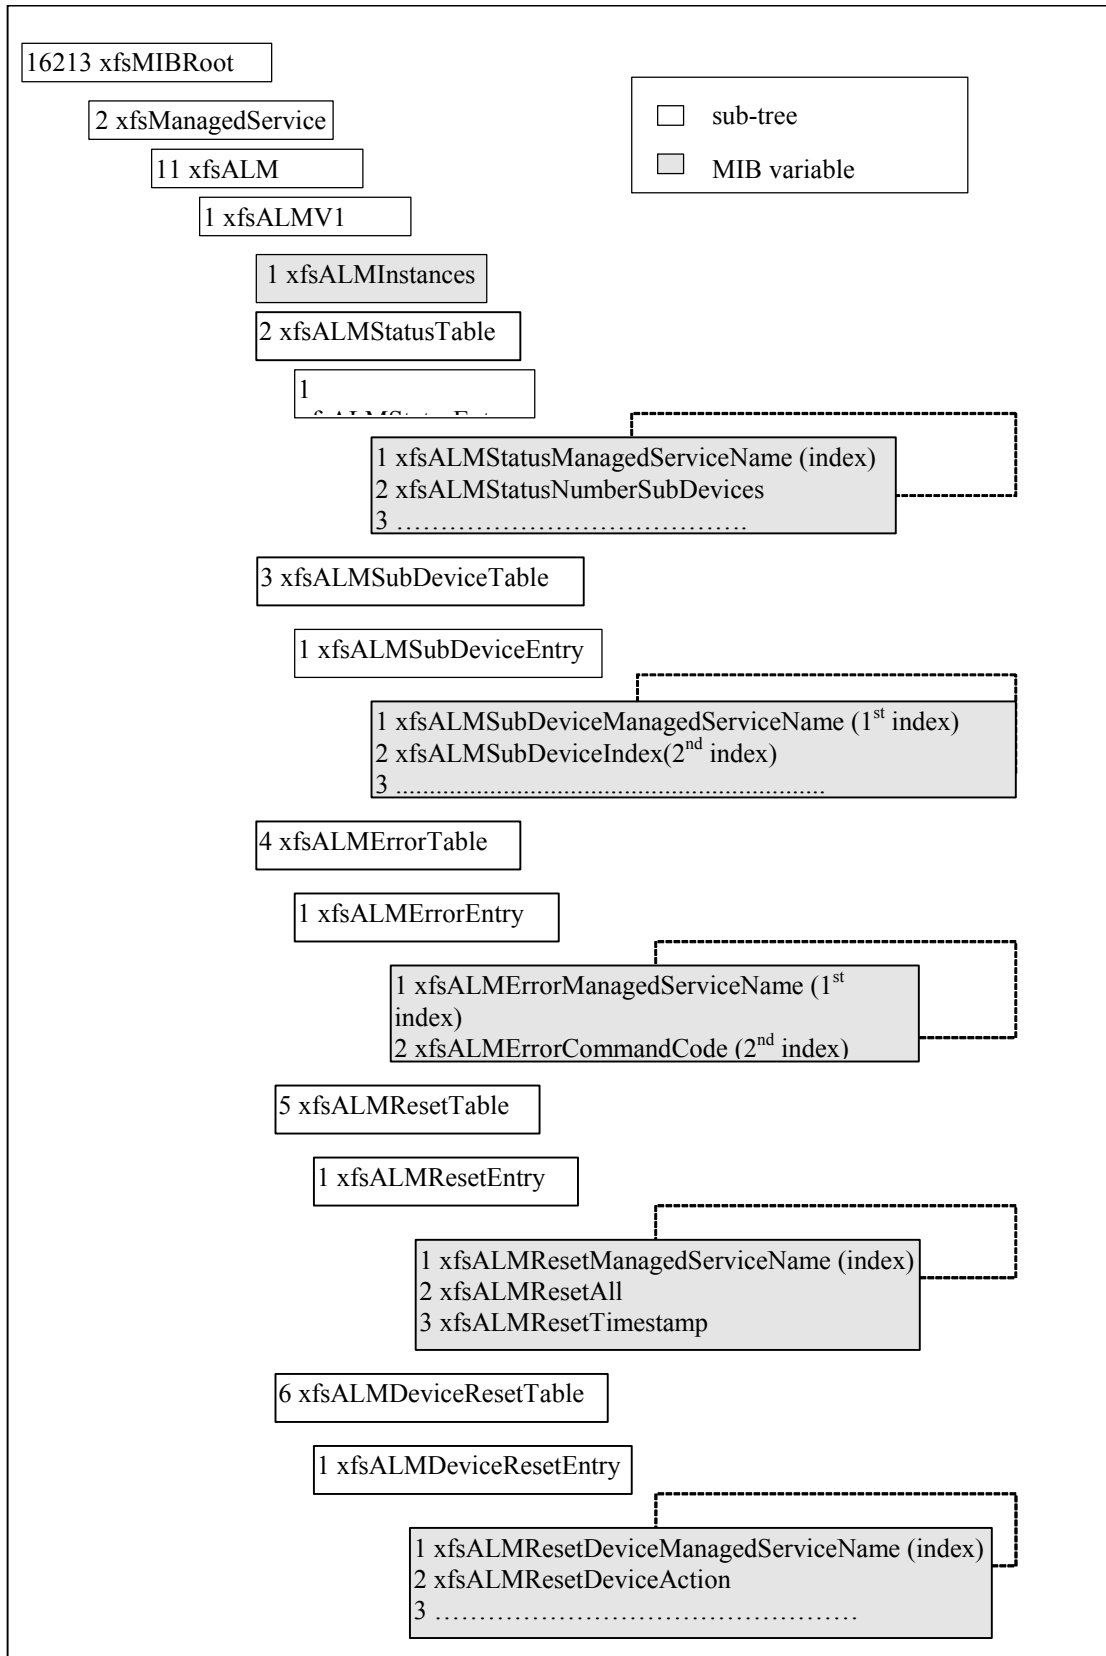 16213 xfsMIBRoot
sub-tree
2 xfsManagedService
MIB variable
11 xfsALM
1 xfsALMV1
1 xfsALMInstances
2 xfsALMStatusTable
1
1 xfsALMStatusManagedServiceName (index)
2 xfsALMStatusNumberSubDevices
3 …………………………………….
3 xfsALMSubDeviceTable
1 xfsALMSubDeviceEntry
1 xfsALMSubDeviceManagedServiceName (1st index)
2 xfsALMSubDeviceIndex(2nd index)
3 ................................................................
4 xfsALMErrorTable
1 xfsALMErrorEntry
1 xfsALMErrorManagedServiceName (1st
index)
2 xfsALMErrorCommandCode (2nd index)
5 xfsALMResetTable
1 xfsALMResetEntry
1 xfsALMResetManagedServiceName (index)
2 xfsALMResetAll
3 xfsALMResetTimestamp
6 xfsALMDeviceResetTable
1 xfsALMDeviceResetEntry
1 xfsALMResetDeviceManagedServiceName (index)
2 xfsALMResetDeviceAction
3 …………………………………………